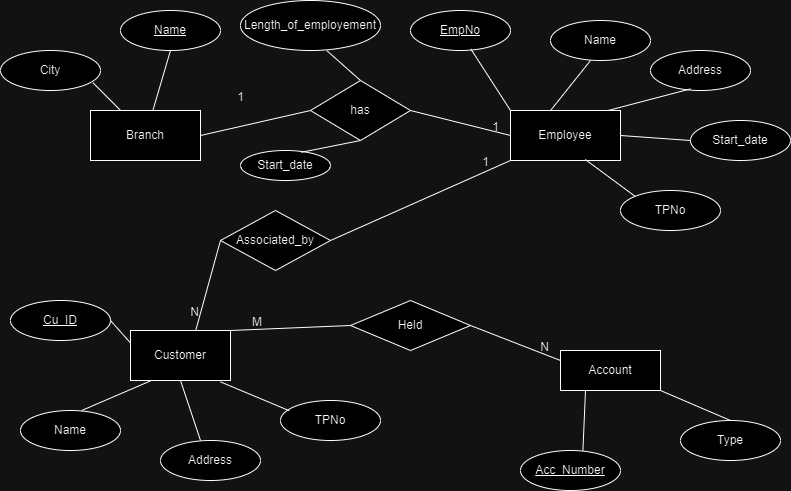 Name
Length_of_employement
EmpNo
Name
City
Address
1
has
Branch
1
Employee
Start_date
Start_date
1
TPNo
Associated_by
N
Cu_ID
M
Held
N
Customer
Account
Name
TPNo
Address
Type
Acc_Number